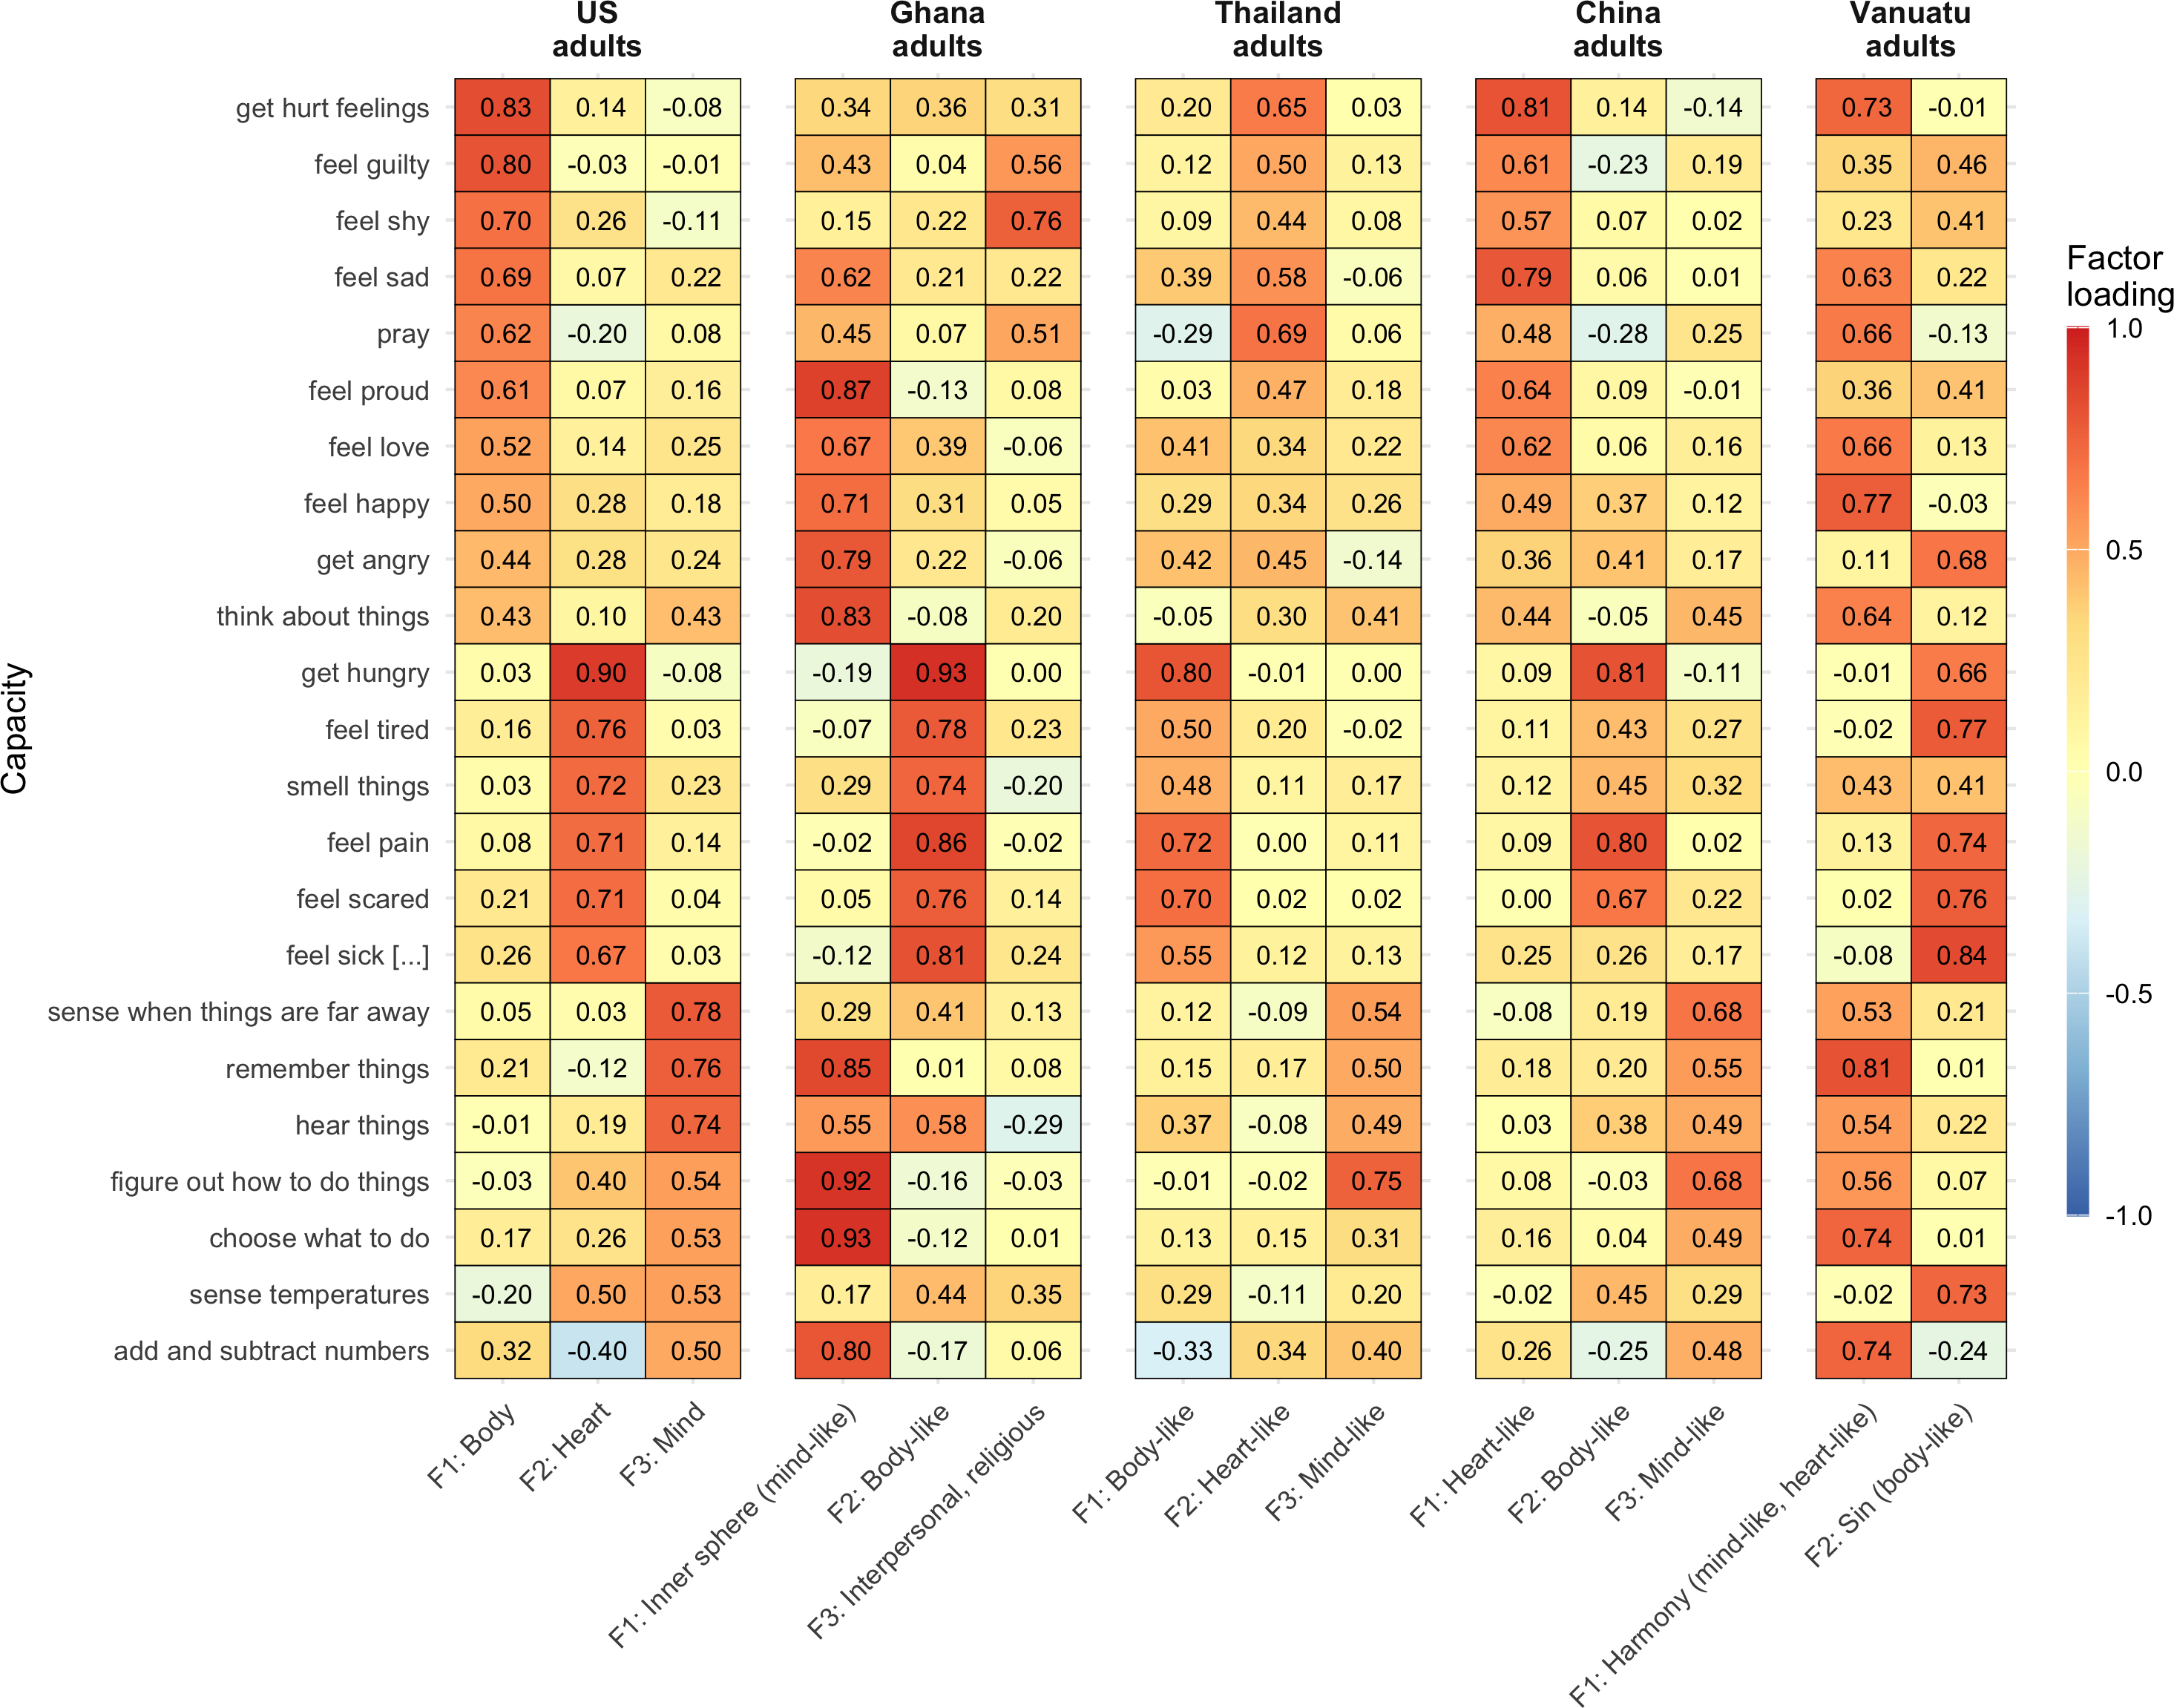 US adults
Ghana adults
Thailand adults
China adults
Vanuatu adults
Capacity
get hurt feelings 0.83 0.14 -0.08 0.34 0.36 0.31 0.20 0.65 0.03 0.81 0.14 -0.14 0.73 -0.01
feel guilty 0.80 -0.03 -0.01 0.43 0.04 0.56 0.12 0.50 0.13 0.61 -0.23 0.19 0.35 0.46
feel shy 0.70 0.26 -0.11 0.15 0.22 0.76 0.09 0.44 0.08 0.57 0.07 0.02 0.23 0.41
feel sad 0.69 0.07 0.22 0.62 0.21 0.22 0.39 0.58 -0.06 0.79 0.06 0.01 0.63 0.22
pray 0.62 -0.20 0.08 0.45 0.07 0.51 -0.29 0.69 0.06 0.48 -0.28 0.25 0.66 -0.13
feel proud 0.61 0.07 0.16 0.87 -0.13 0.08 0.03 0.47 0.18 0.64 0.09 -0.01 0.36 0.41
feel love 0.52 0.14 0.25 0.67 0.39 -0.06 0.41 0.34 0.22 0.62 0.06 0.16 0.66 0.13
feel happy 0.50 0.28 0.18 0.71 0.31 0.05 0.29 0.34 0.26 0.49 0.37 0.12 0.77 -0.03
get angry 0.44 0.28 0.24 0.79 0.22 -0.06 0.42 0.45 -0.14 0.36 0.41 0.17 0.11 0.68
think about things 0.43 0.10 0.43 0.83 -0.08 0.20 -0.05 0.30 0.41 0.44 -0.05 0.45 0.64 0.12
get hungry 0.03 0.90 -0.08 -0.19 0.93 0.00 0.80 -0.01 0.00 0.09 0.81 -0.11 -0.01 0.66
feel tired 0.16 0.76 0.03 -0.07 0.78 0.23 0.50 0.20 -0.02 0.11 0.43 0.27 -0.02 0.77
smell things 0.03 0.72 0.23 0.29 0.74 -0.20 0.48 0.11 0.17 0.12 0.45 0.32 0.43 0.41
feel pain 0.08 0.71 0.14 -0.02 0.86 -0.02 0.72 0.00 0.11 0.09 0.80 0.02 0.13 0.74
feel scared 0.21 0.71 0.04 0.05 0.76 0.14 0.70 0.02 0.02 0.00 0.67 0.22 0.02 0.76
feel sick [...] 0.26 0.67 0.03 -0.12 0.81 0.24 0.55 0.12 0.13 0.25 0.26 0.17 -0.08 0.84
sense when things are far away 0.05 0.03 0.78 0.29 0.41 0.13 0.12 -0.09 0.54 -0.08 0.19 0.68 0.53 0.21
remember things 0.21 -0.12 0.76 0.85 0.01 0.08 0.15 0.17 0.50 0.18 0.20 0.55 0.81 0.01
hear things -0.01 0.19 0.74 0.55 0.58 -0.29 0.37 -0.08 0.49 0.03 0.38 0.49 0.54 0.22
figure out how to do things -0.03 0.40 0.54 0.92 -0.16 -0.03 -0.01 -0.02 0.75 0.08 -0.03 0.68 0.56 0.07
choose what to do 0.17 0.26 0.53 0.93 -0.12 0.01 0.13 0.15 0.31 0.16 0.04 0.49 0.74 0.01
sense temperatures -0.20 0.50 0.53 0.17 0.44 0.35 0.29 -0.11 0.20 -0.02 0.45 0.29 -0.02 0.73
add and subtract numbers 0.32 -0.40 0.50 0.80 -0.17 0.06 -0.33 0.34 0.40 0.26 -0.25 0.48 0.74 -0.24
F1: Body
F2: Heart
F3: Mind
F1: Inner sphere (mind-like)
F2: Body-like
F3: Interpersonal, religious
F1: Body-like
F2: Heart-like
F3: Mind-like
F1: Heart-like
F2: Body-like
F3: Mind-like
F1: Harmony (mind-like, heart-like)
F2: Sin (body-like)
Factor
loading
1.0
0.5
0.0
-0.5
-1.0